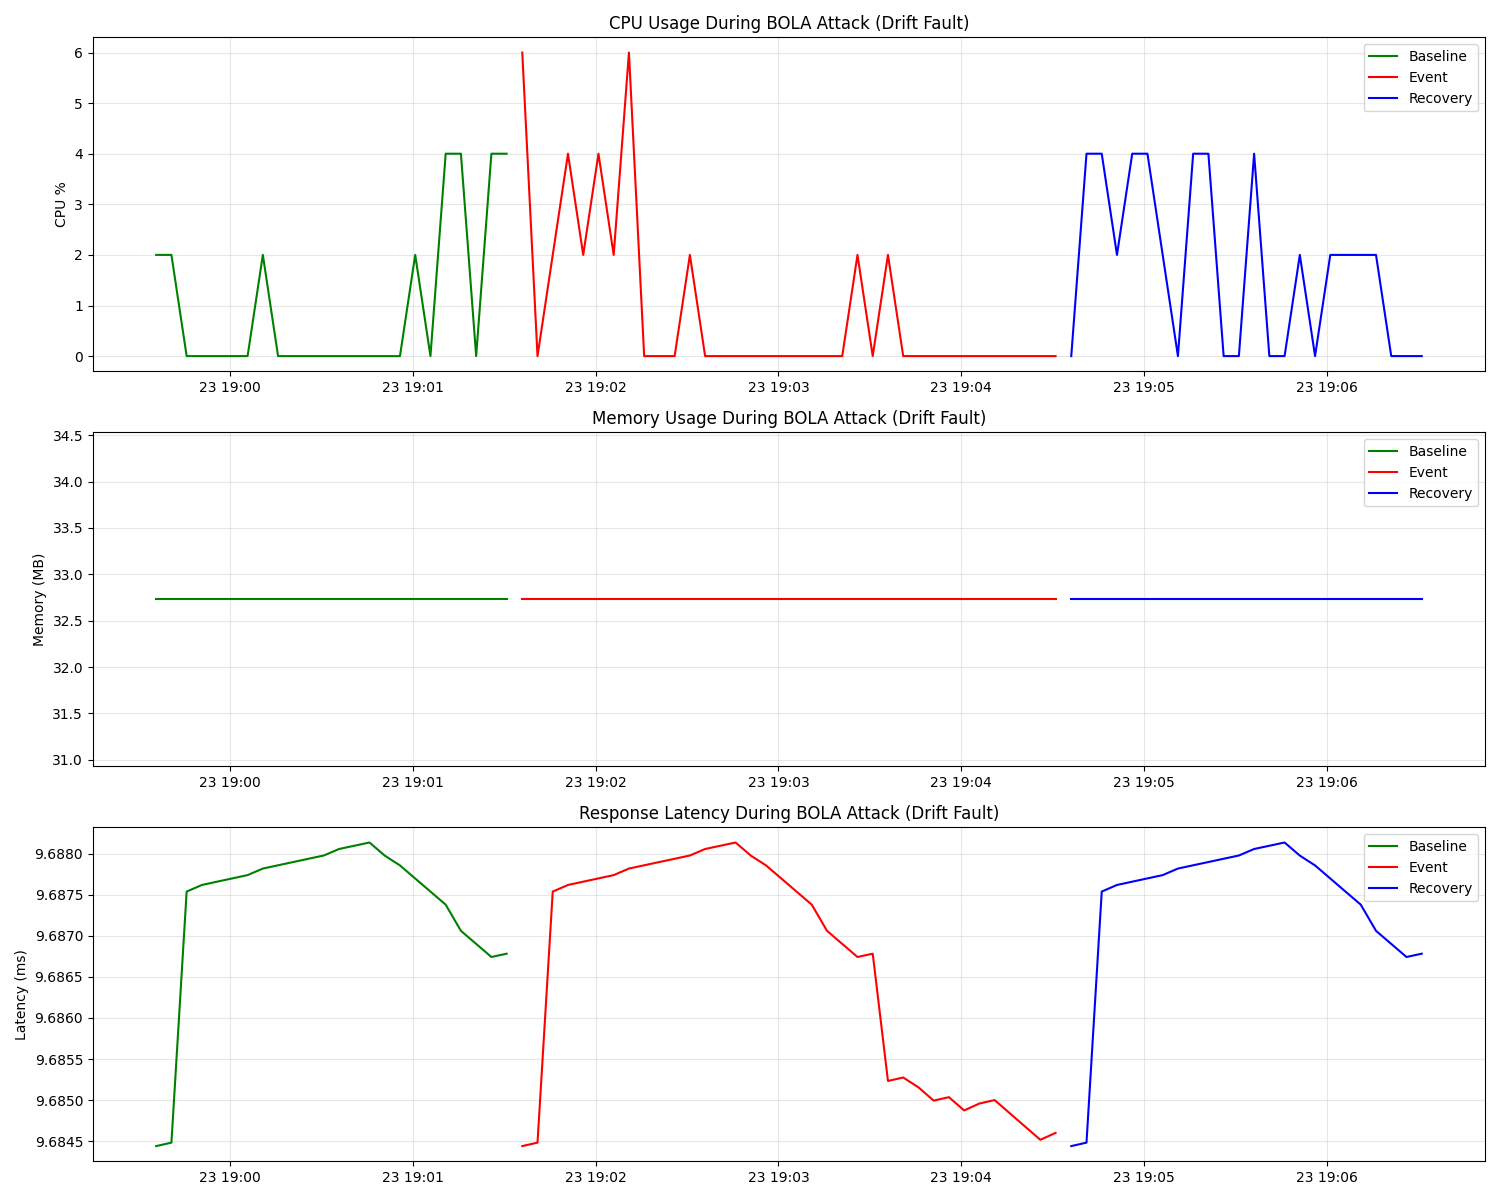 CPU Usage During BOLA Attack (Drift Fault)
6
5
4
3
2
1
0
CPU %
Baseline
Event
Recovery
23 19:00 23 19:01 23 19:02 23 19:03 23 19:04 23 19:05 23 19:06
Memory Usage During BOLA Attack (Drift Fault)
34.5
34.0
33.5
33.0
32.5
32.0
31.5
31.0
Memory (MB)
Baseline
Event
Recovery
23 19:00 23 19:01 23 19:02 23 19:03 23 19:04 23 19:05 23 19:06
Response Latency During BOLA Attack (Drift Fault)
9.6880
9.6875
9.6870
9.6865
9.6860
9.6855
9.6850
9.6845
Latency (ms)
Baseline
Event
Recovery
23 19:00 23 19:01 23 19:02 23 19:03 23 19:04 23 19:05 23 19:06